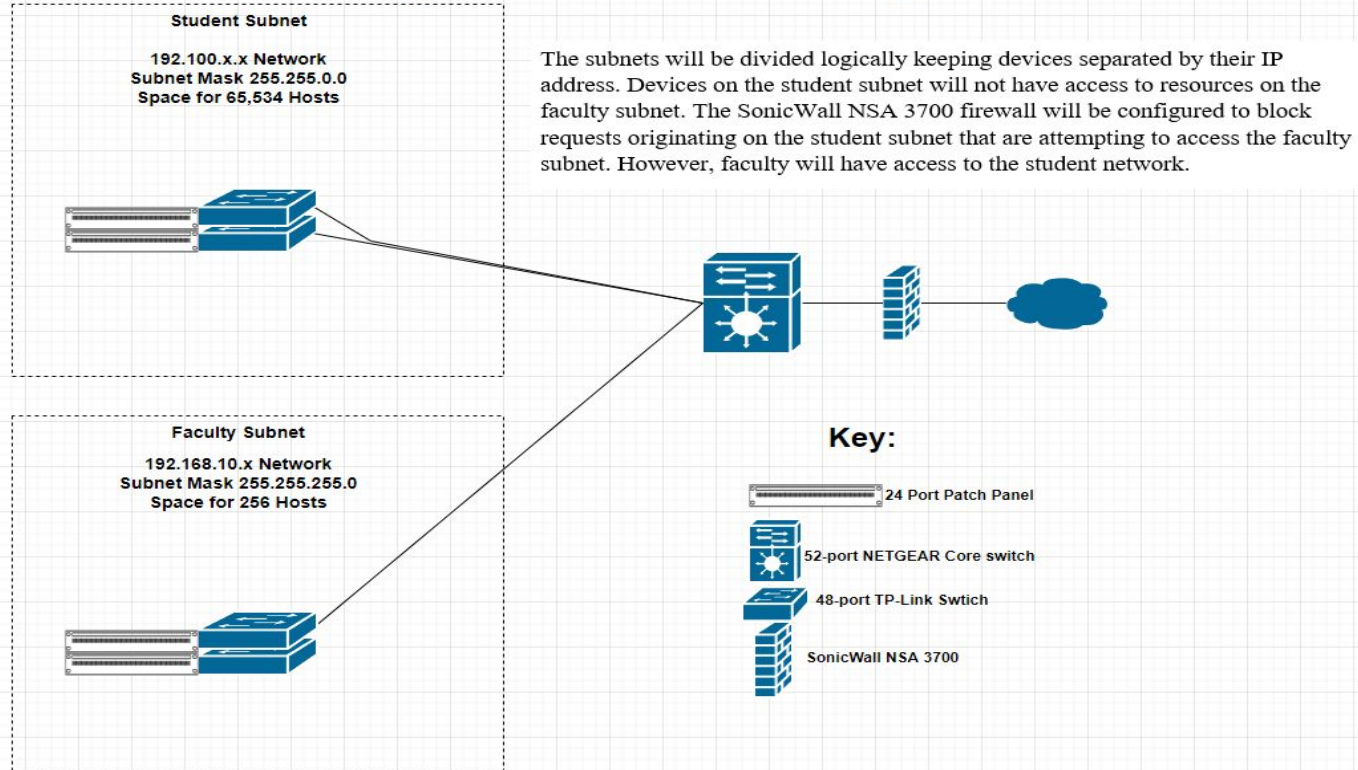 Student Subnet
192.100.x.x Network
Subnet Mask 255.255.0.0
Space for 65,534 Hosts
The subnets will be divided logically keeping devices separated by their IP
address. Devices on the student subnet will not have access to resources on the
faculty subnet. The SonicWall NSA 3700 firewall will be configured to block
requests originating on the student subnet that are attempting to access the faculty
subnet. However, faculty will have access to the student network.
Faculty Subnet
192.168.10.x Network
Subnet Mask 255.255.255.0
Space for 256 Hosts
Key:
24 Port Patch Panel
52-port NETGEAR Core switch
48-port TP-Link Swtich
SonicWall NSA 3700